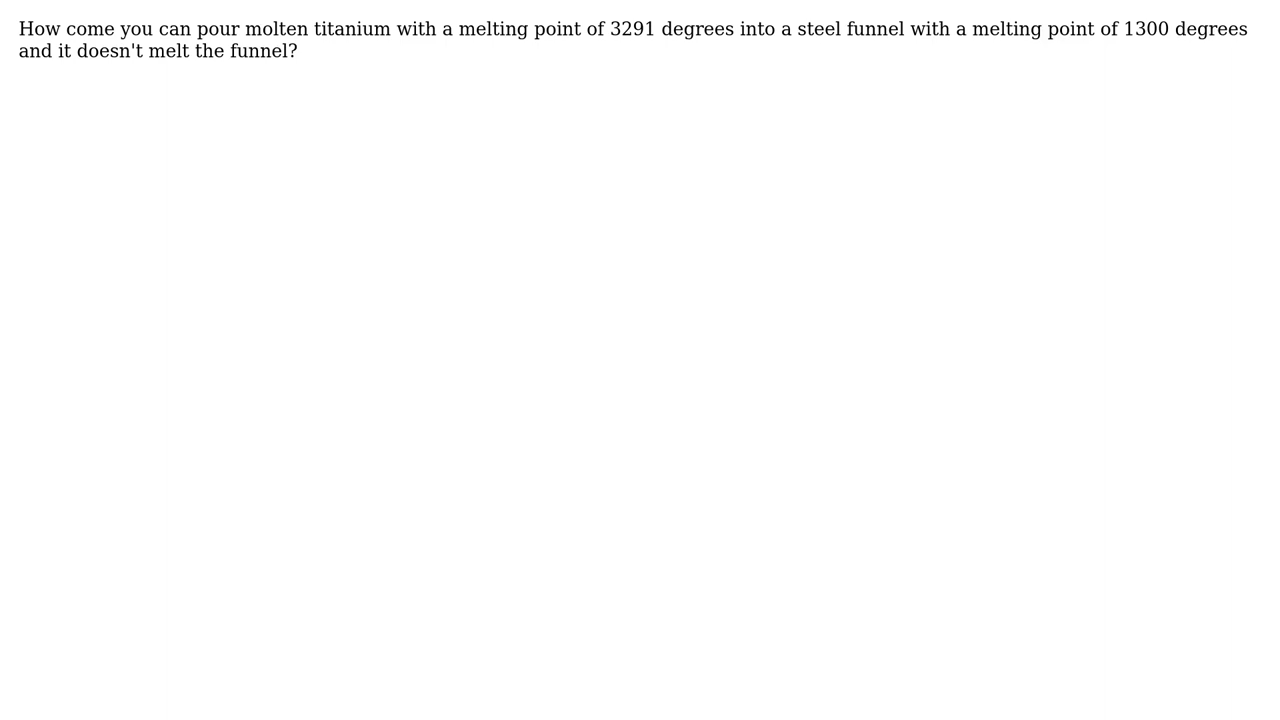 How come you can pour molten titanium with a melting point of 3291 degrees into a steel funnel with a melting point of 1300 degrees
and it doesn't melt the funnel?